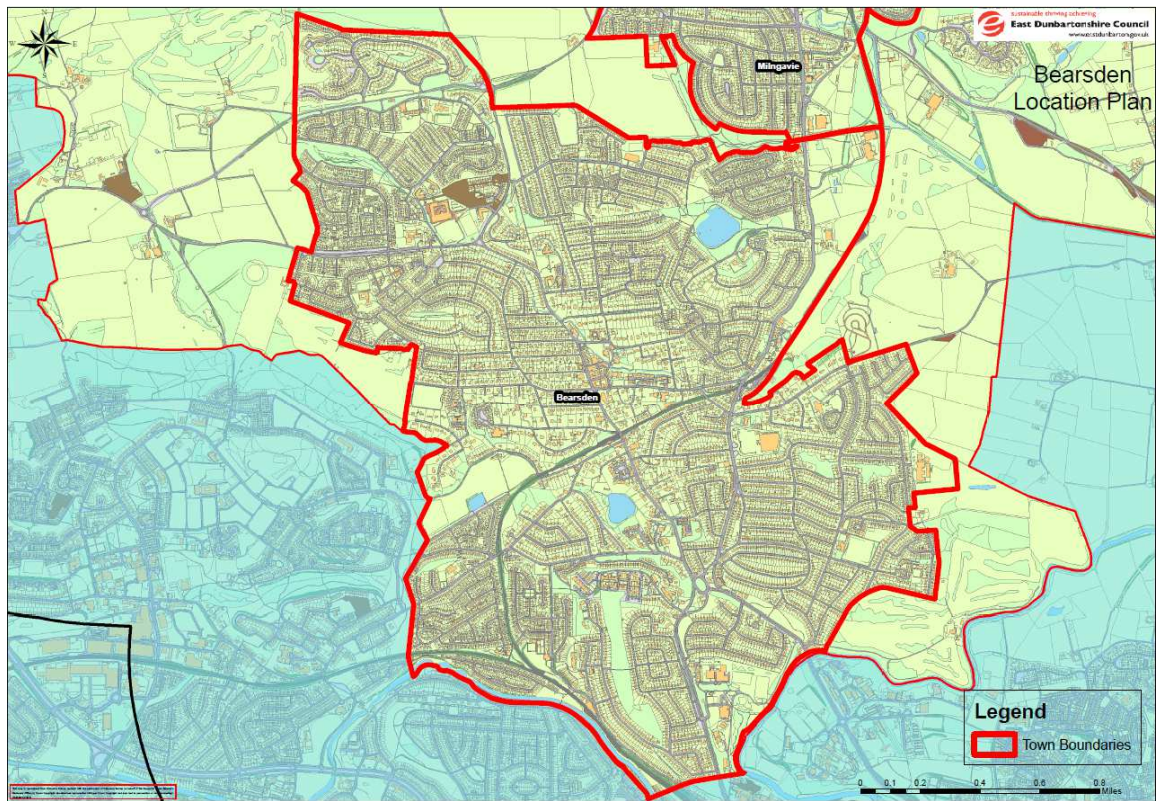 sustainable thriving achieving
East Dunbartonshire Council
www.eastdunbarton.gov.uk
Bearsden
Location Plan
N
E
Milngavie
Bearsden
Legend
Town Boundaries
0 0.1 0.2 0.4 0.6 0.8
Miles